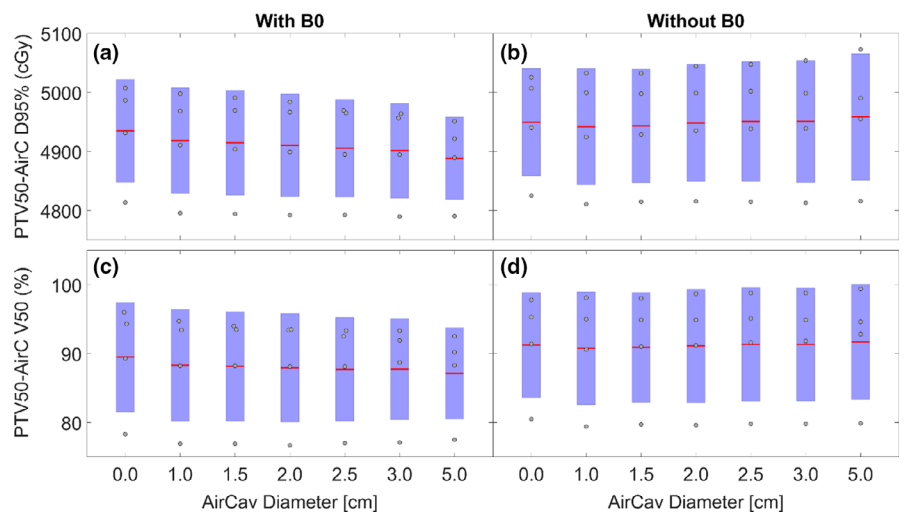 With B0
Without B0
PTV50-AirC D95% (cGy)
5100
5000
4900
4800
(a)
(b)
PTV50-AirC V50 (%)
100
90
80
(c)
(d)
0.0 1.0 1.5 2.0 2.5 3.0 5.0
0.0 1.0 1.5 2.0 2.5 3.0 5.0
AirCav Diameter [cm]
AirCav Diameter [cm]